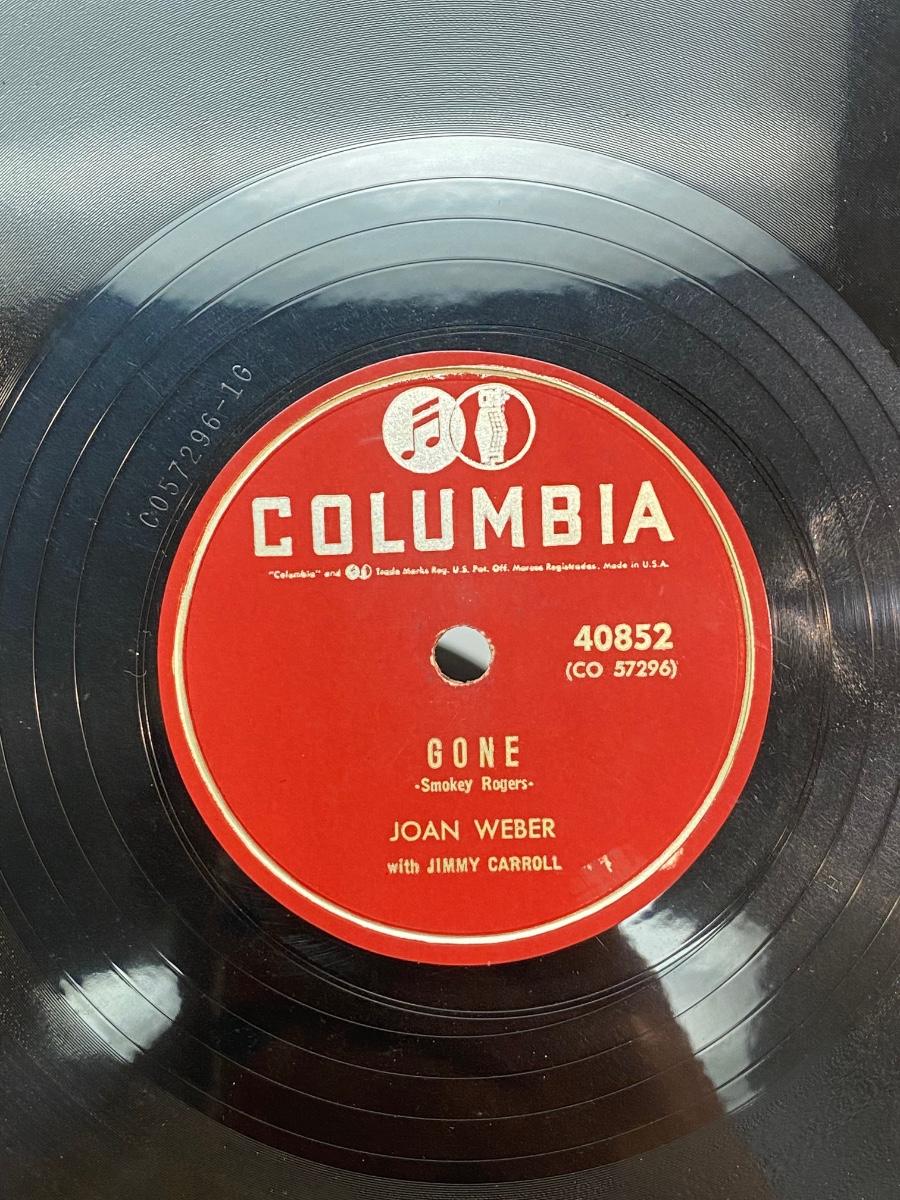 CO57296-1G
COLUMBIA
"Columbia" and Trade Marks Reg. U.S. Pat. Off. Marcas Registradas. Made in U.S.A.
40852
(CO 57296)
GONE
-Smokey Rogers-
JOAN WEBER
with JIMMY CARROLL